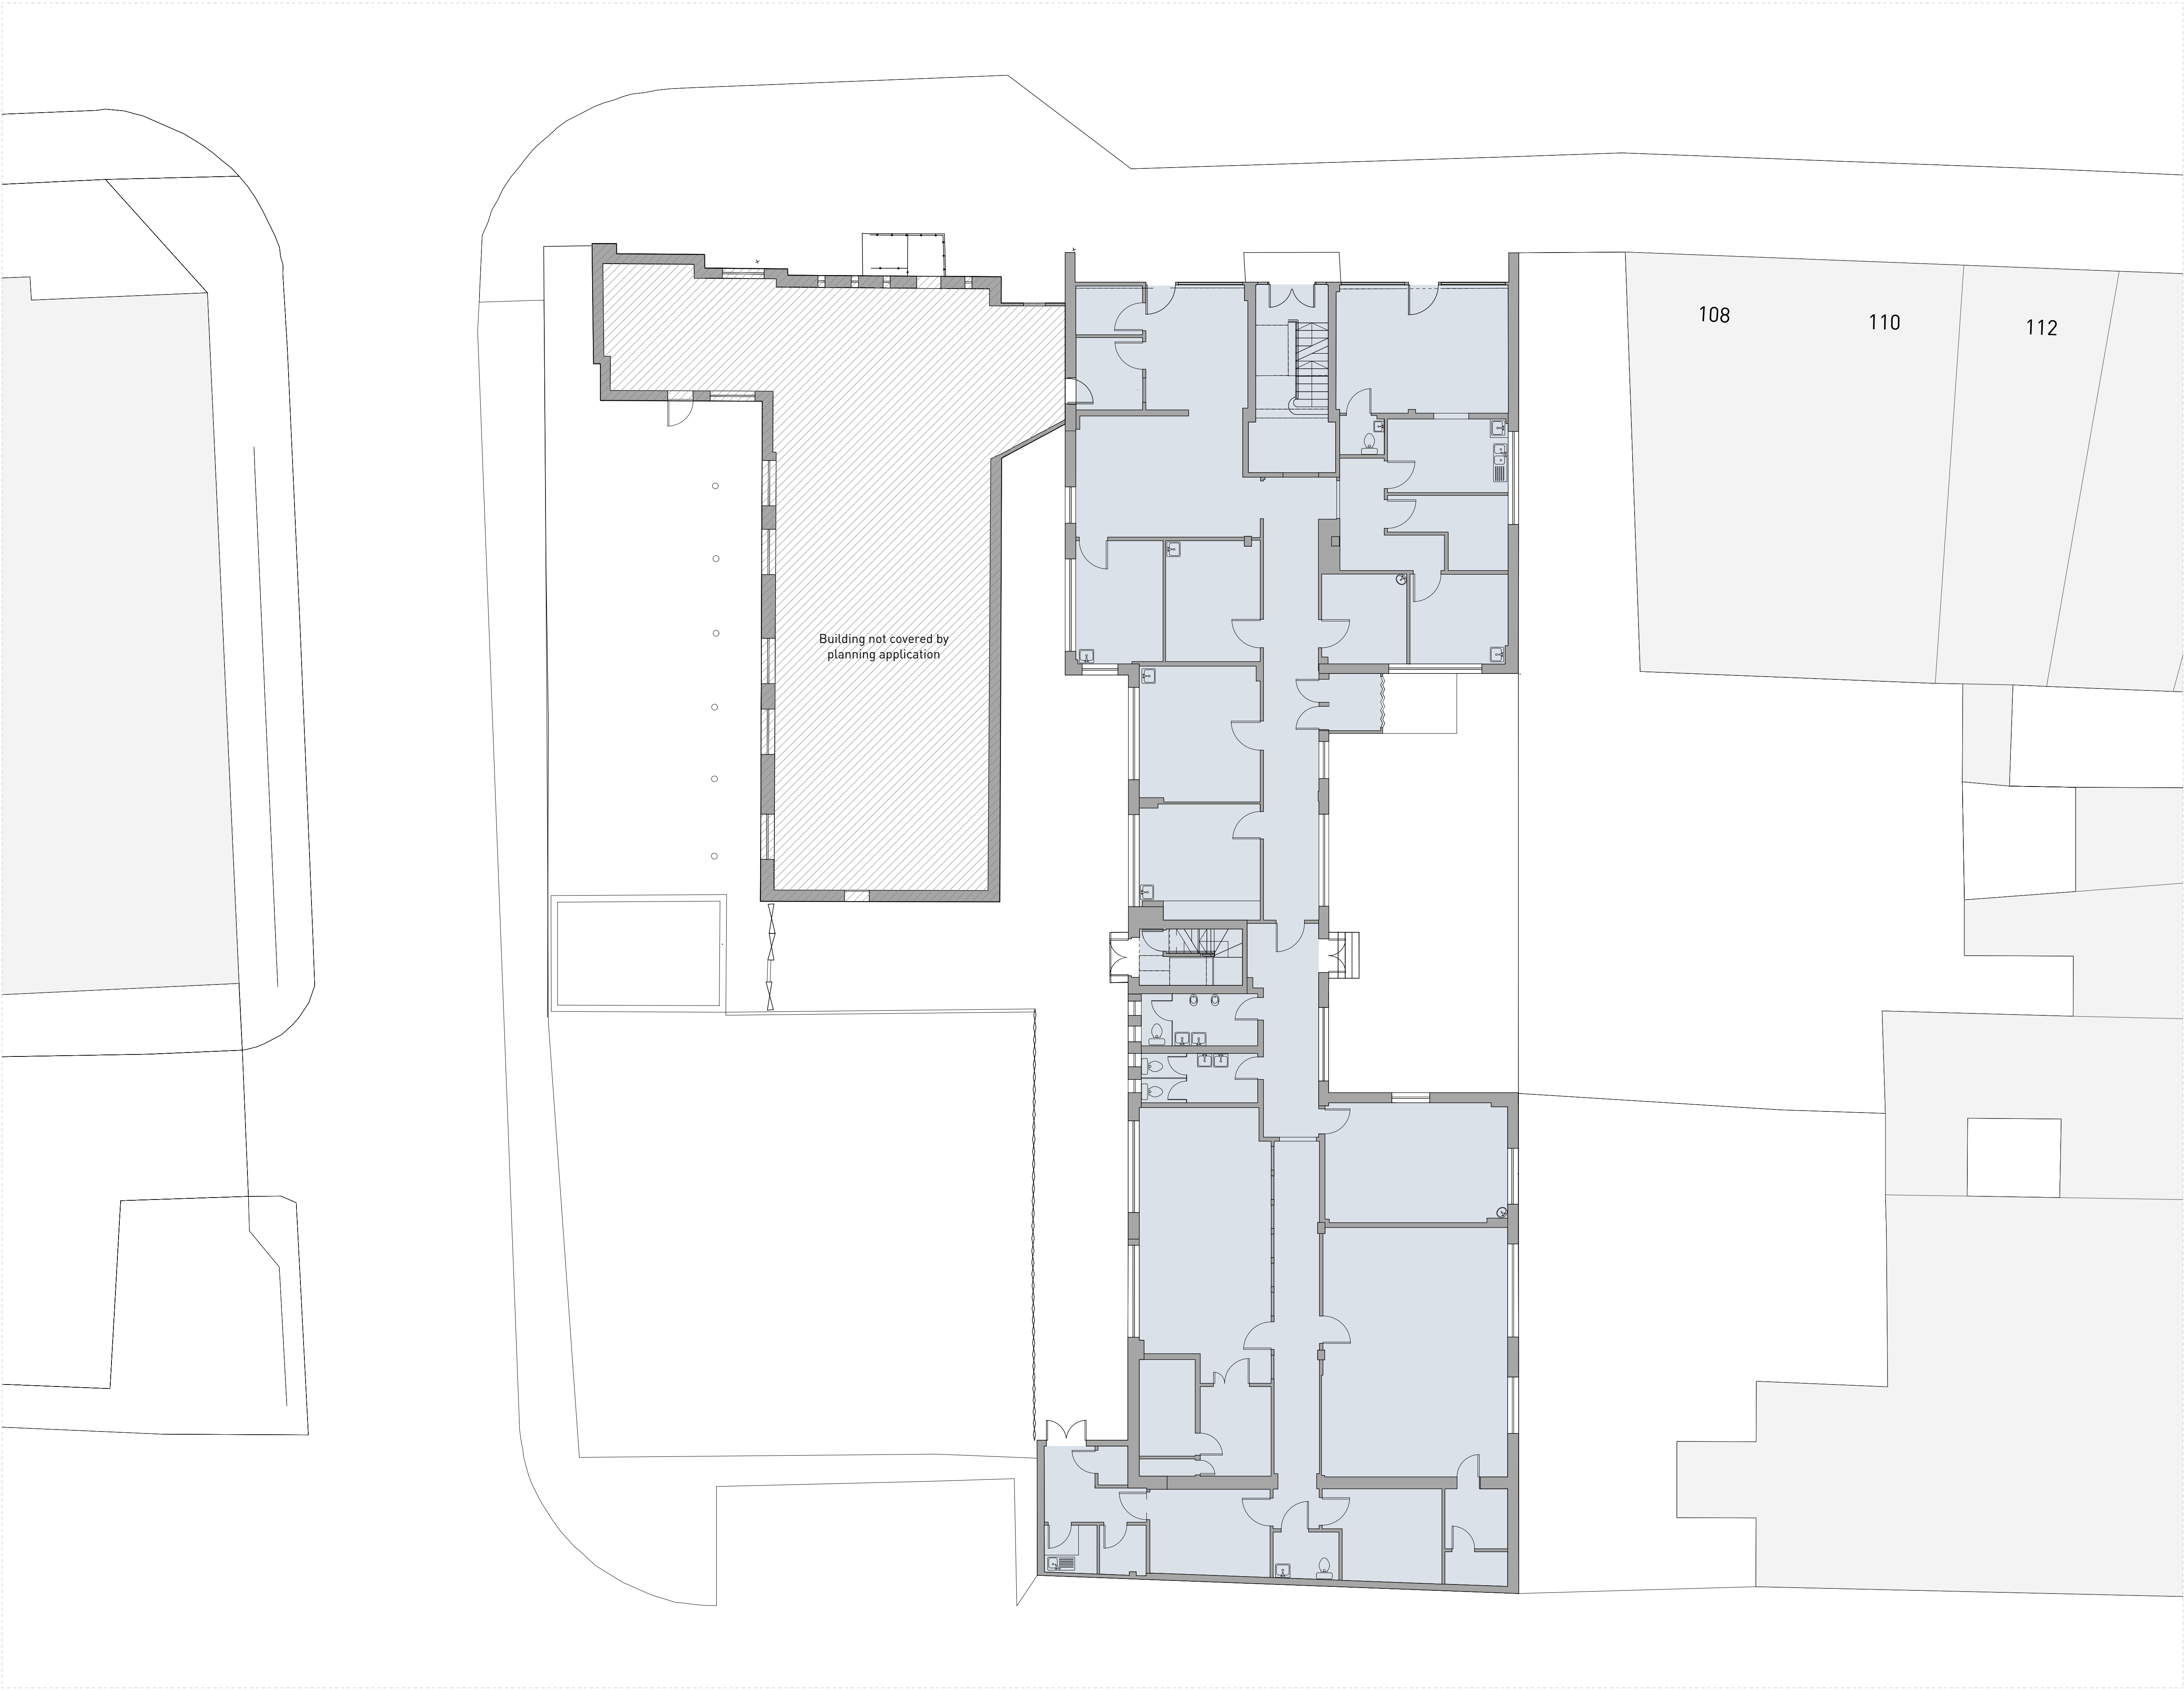 108
110
112
Building not covered by
planning application